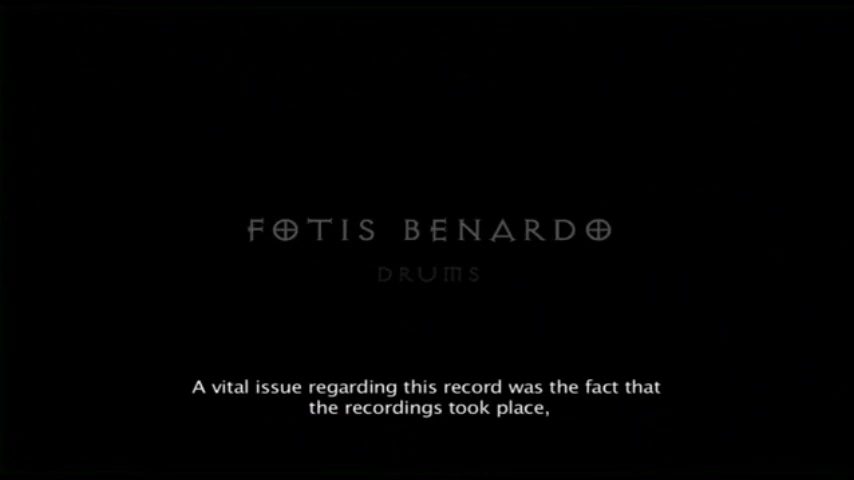 FOTIS BENARDO
DRUMS
A vital issue regarding this record was the fact that
the recordings took place,